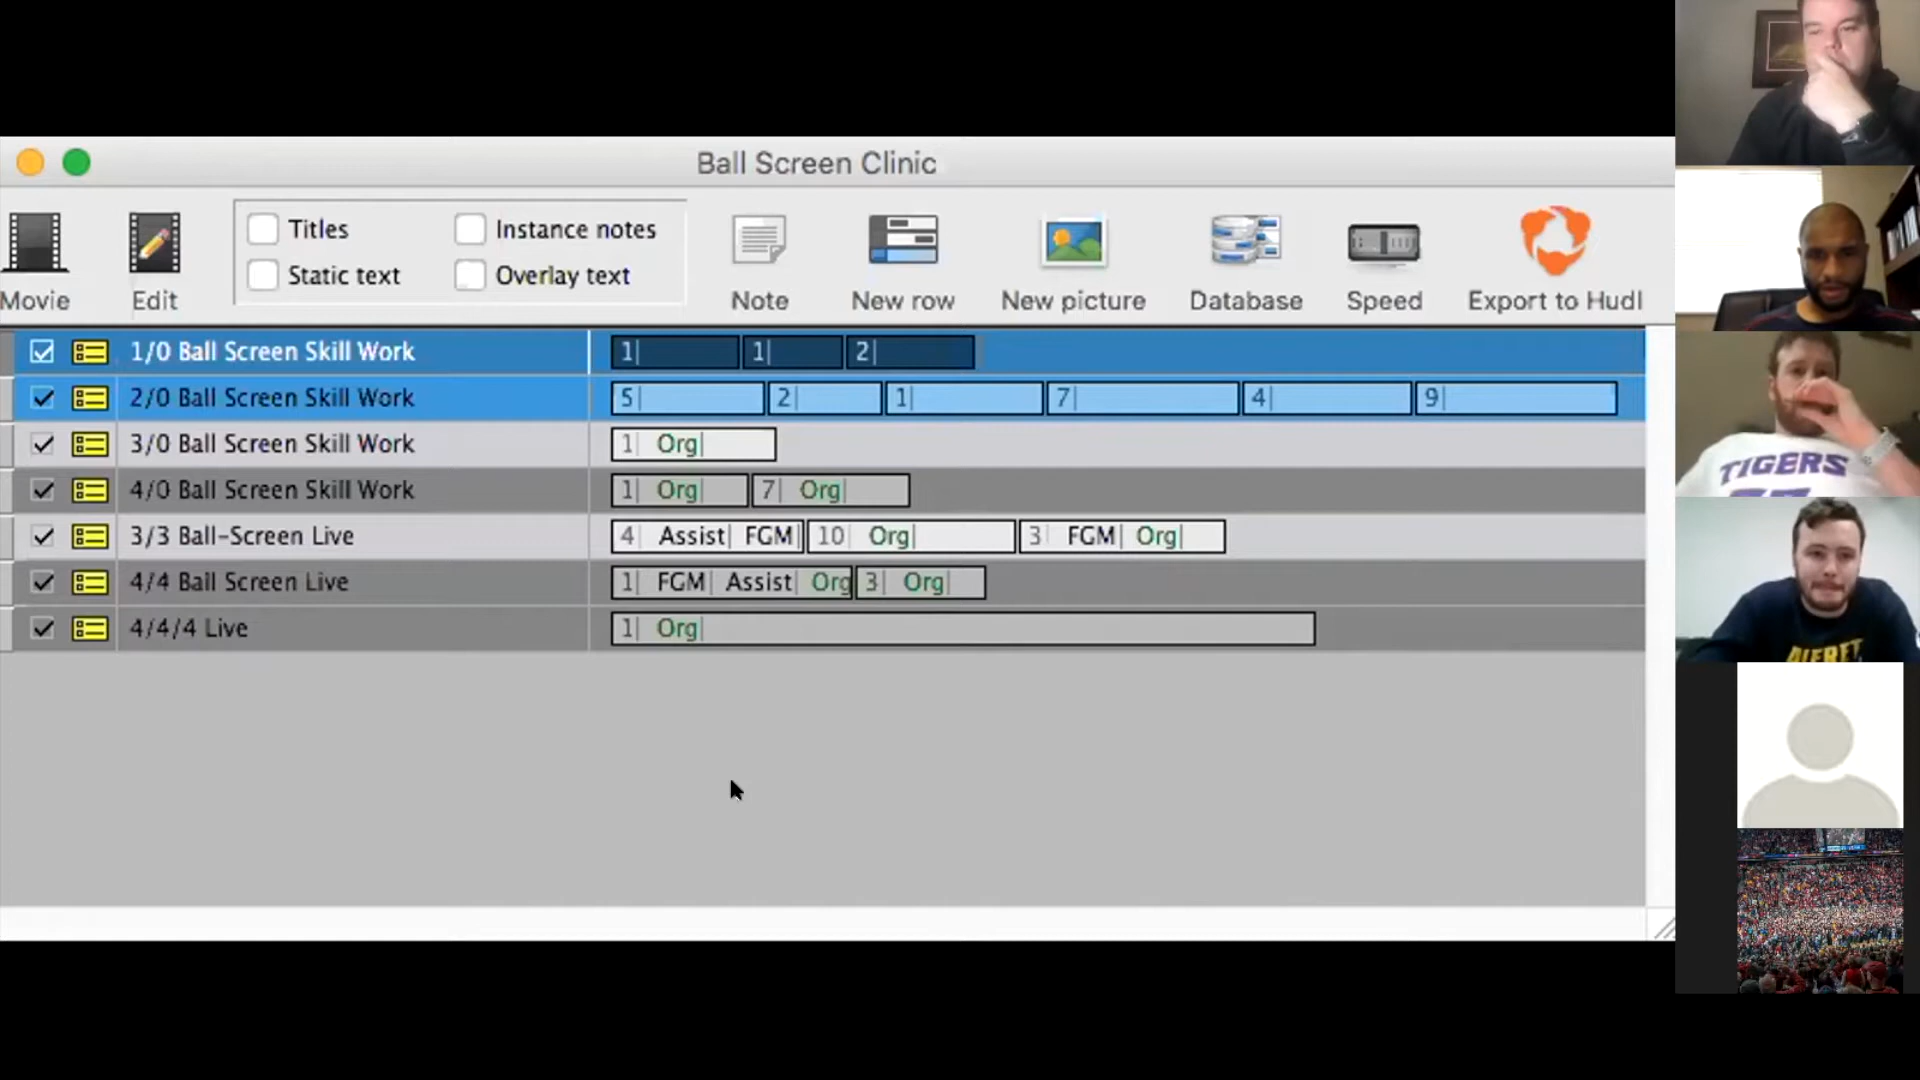 Ball Screen Clinic
Titles
Instance notes
Static text
Overlay text
Movie
Edit
Note
New row
New picture
Database
Speed
Export to Hudl
1/0 Ball Screen Skill Work 1| 1| 2|
2/0 Ball Screen Skill Work 5| 2| 1| 7| 4| 9|
3/0 Ball Screen Skill Work 1| Org|
4/0 Ball Screen Skill Work 1| Org| 7| Org|
3/3 Ball-Screen Live 4| Assist| FGM| 10| Org| 3| FGM| Org|
4/4 Ball Screen Live 1| FGM| Assist| Org 3| Org|
4/4/4 Live 1| Org|
TIGERS